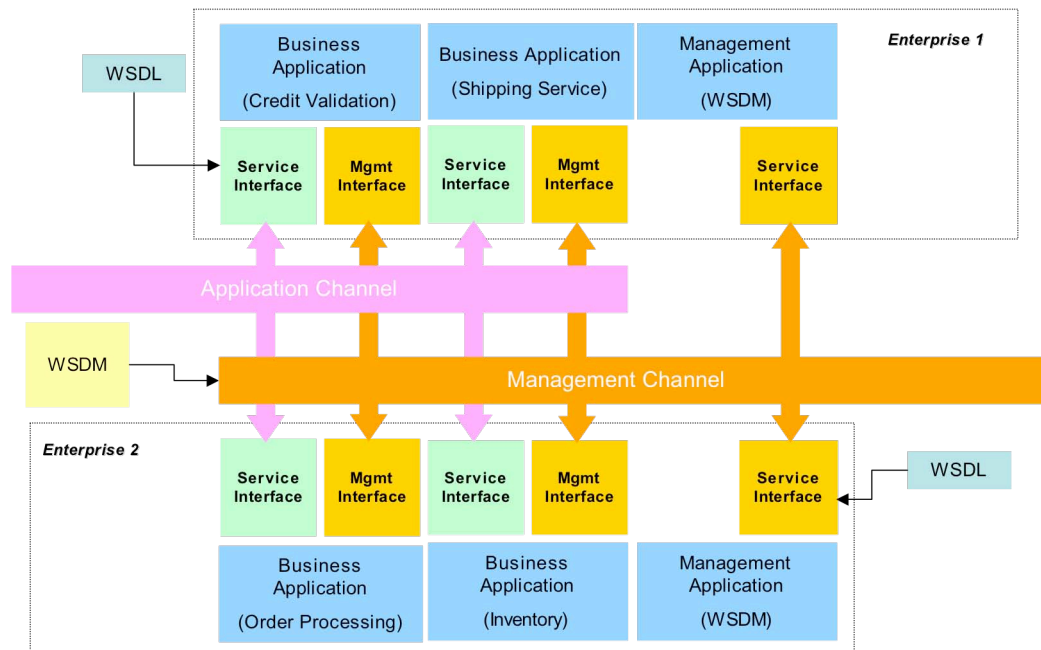 Enterprise 1
Business
Application
(Credit Validation)
Business Application
(Shipping Service)
Management
Application
(WSDM)
WSDL
Service
Interface
Mgmt
Interface
Service
Interface
Mgmt
Interface
Service
Interface
Application Channel
WSDM
Management Channel
Enterprise 2
Service
Interface
Mgmt
Interface
Service
Interface
Mgmt
Interface
Service
Interface
WSDL
Business
Application
(Order Processing)
Business
Application
(Inventory)
Management
Application
(WSDM)